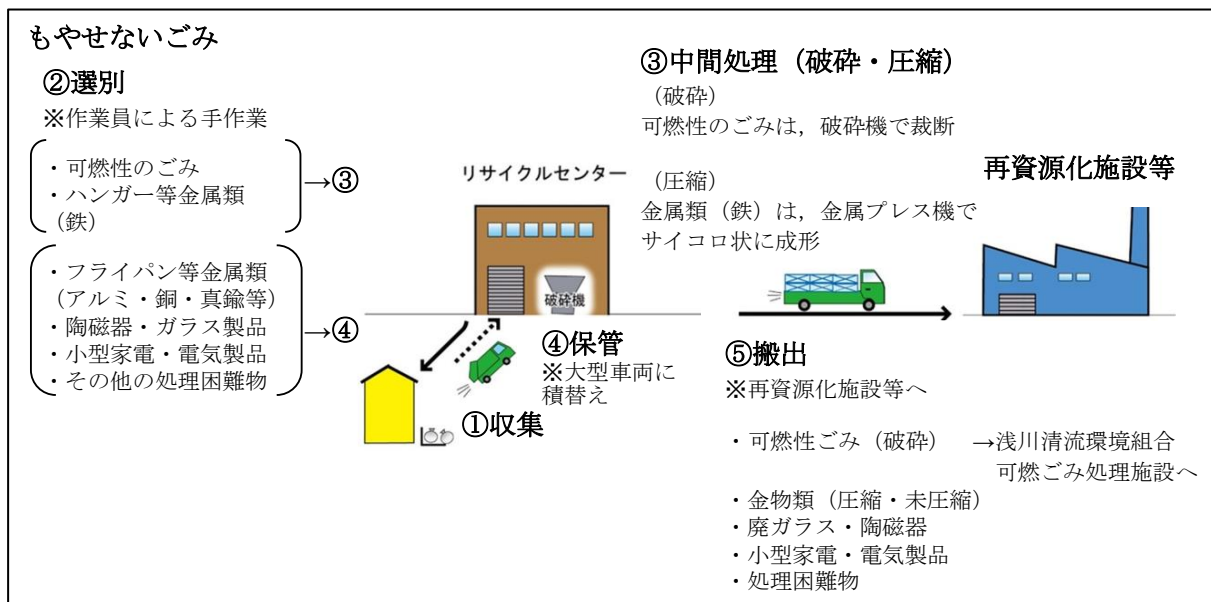 もやせないごみ
②選別
※作業員による手作業
・可燃性のごみ
・ハンガー等金属類
(鉄)
→③
・フライパン等金属類
(アルミ・銅・真鍮等)
・陶磁器・ガラス製品
・小型家電・電気製品
・その他の処理困難物
→④
リサイクルセンター
破砕機
①収集
④保管
※大型車両に
積替え
③中間処理(破砕・圧縮)
(破砕)
可燃性のごみは,破砕機で裁断
(圧縮)
金属類(鉄)は,金属プレス機で
サイコロ状に成形
再資源化施設等
⑤搬出
※再資源化施設等へ
・可燃性ごみ(破砕) →浅川清流環境組合
可燃ごみ処理施設へ
・金物類(圧縮・未圧縮)
・廃ガラス・陶磁器
・小型家電・電気製品
・処理困難物